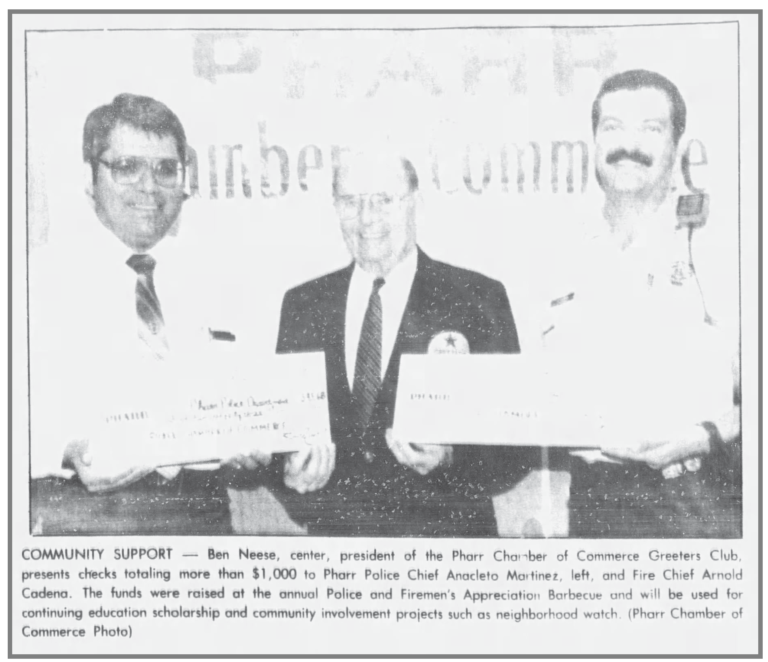 PHARR
Chamber Commerce
PHARR
PHARR
COMMUNITY SUPPORT — Ben Neese, center, president of the Pharr Chamber of Commerce Greeters Club,
presents checks totaling more than $1,000 to Pharr Police Chief Anacleto Martinez, left, and Fire Chief Arnold
Cadena. The funds were raised at the annual Police and Firemen's Appreciation Barbecue and will be used for
continuing education scholarship and community involvement projects such as neighborhood watch. (Pharr Chamber of
Commerce Photo)